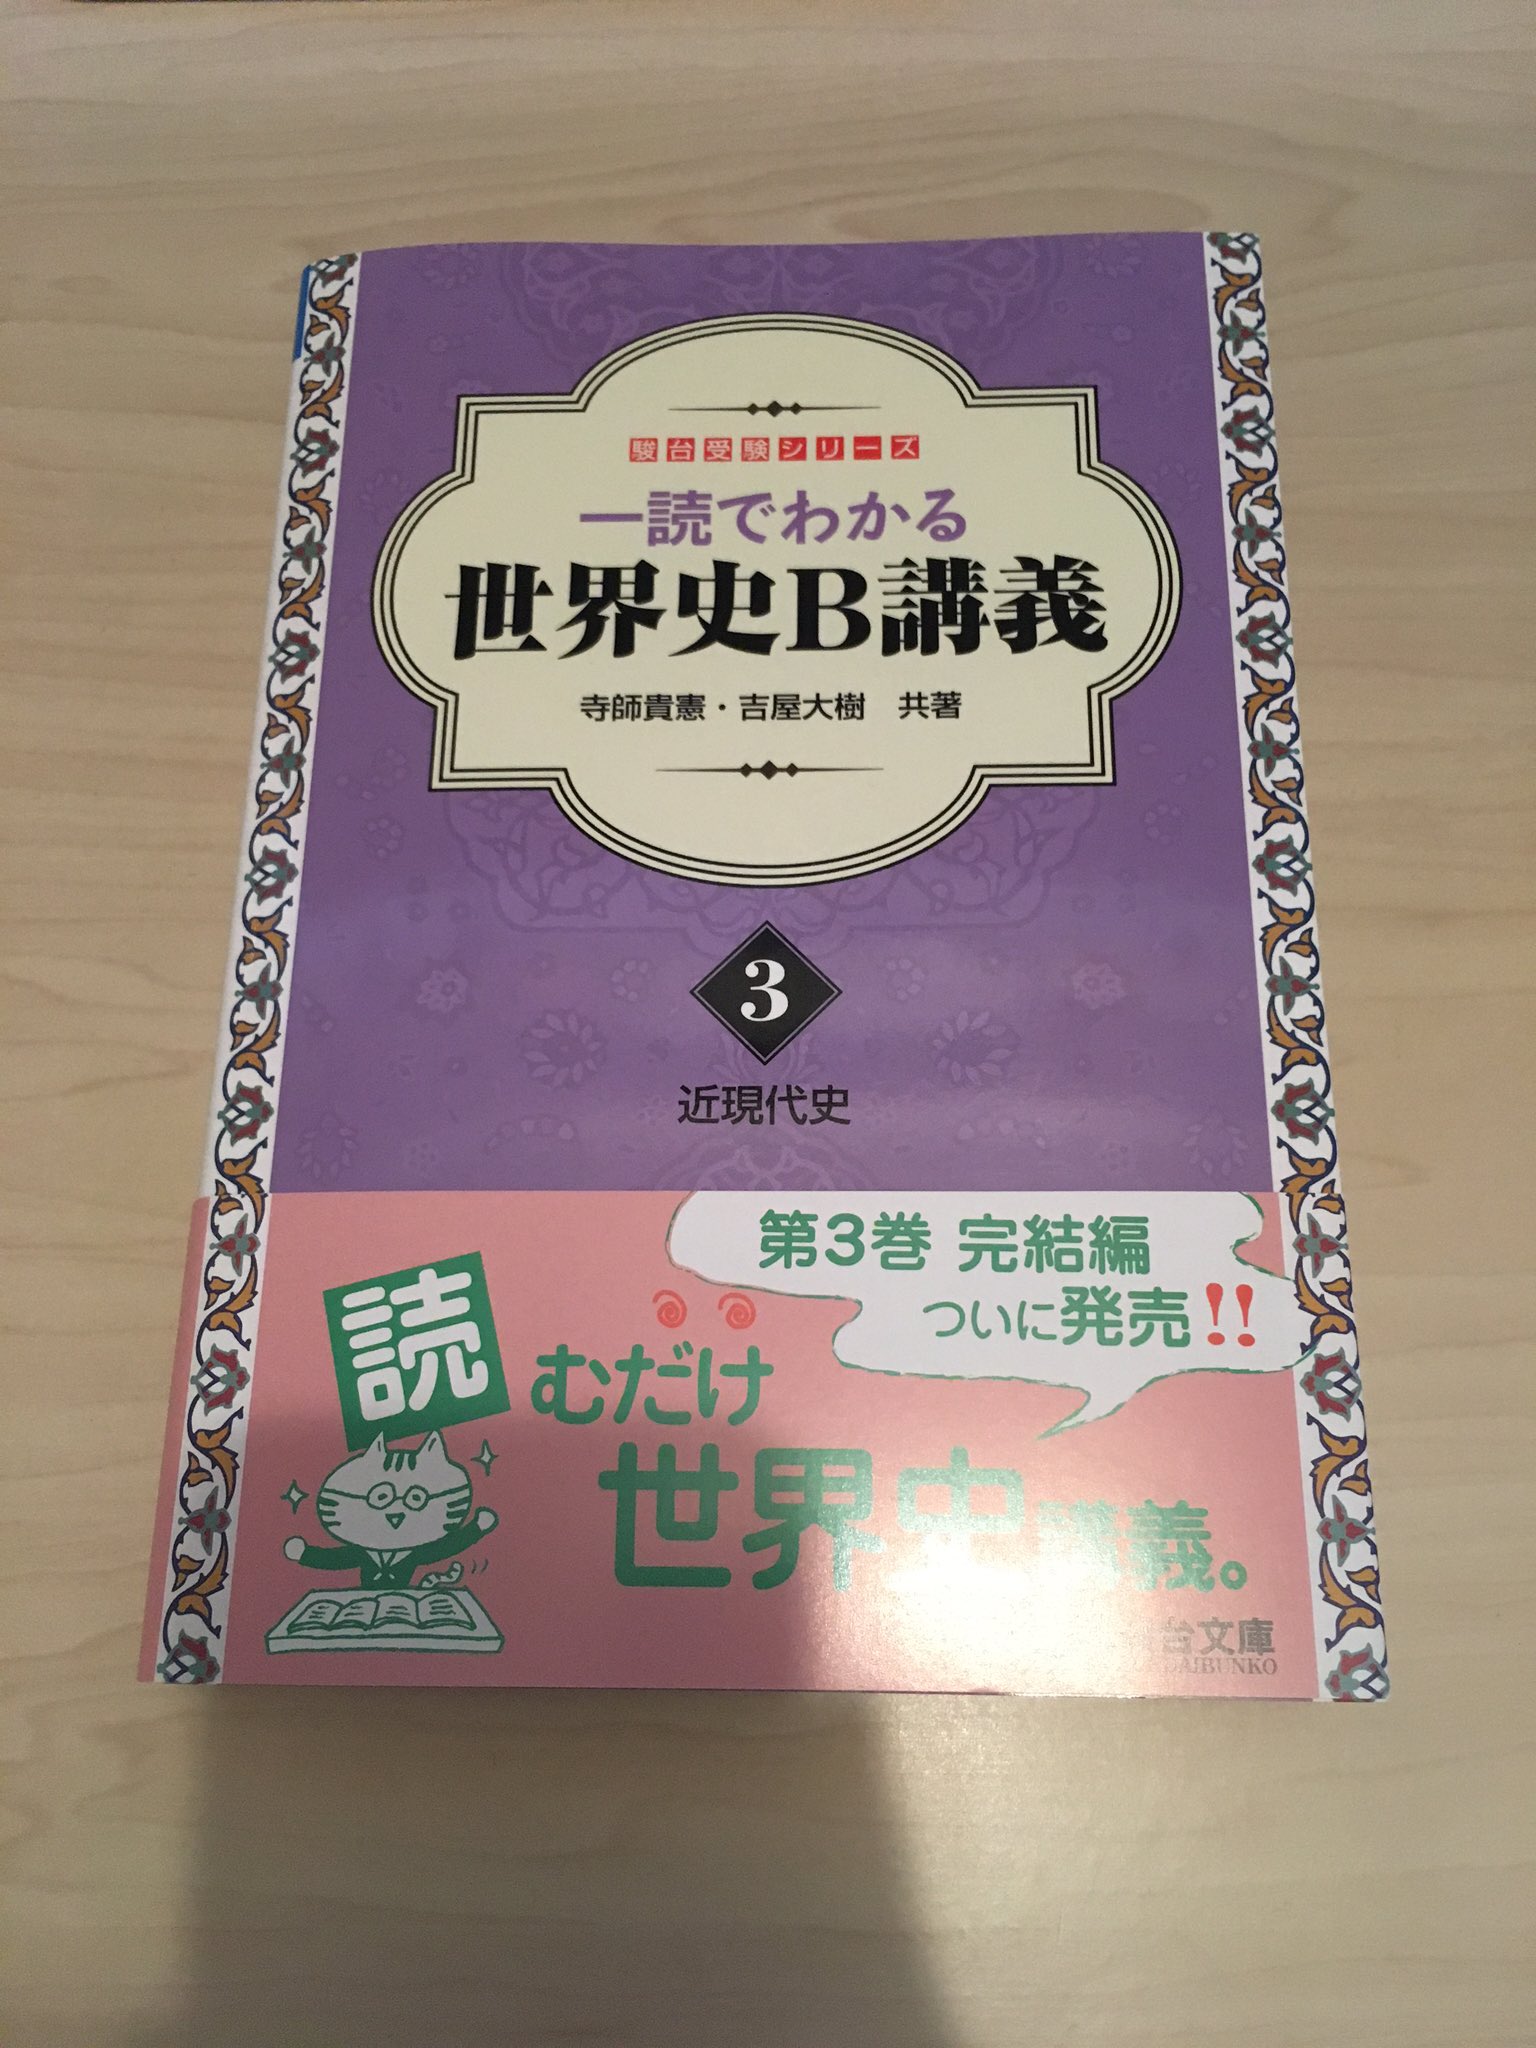 駿台受験シリーズ
一読でわかる
世界史B講義
寺師貴憲・吉屋大樹 共著
3
近現代史
第3巻 完結編
ついに発売!!
読むだけ
世界史講義。
台文庫
DAIBUNKO